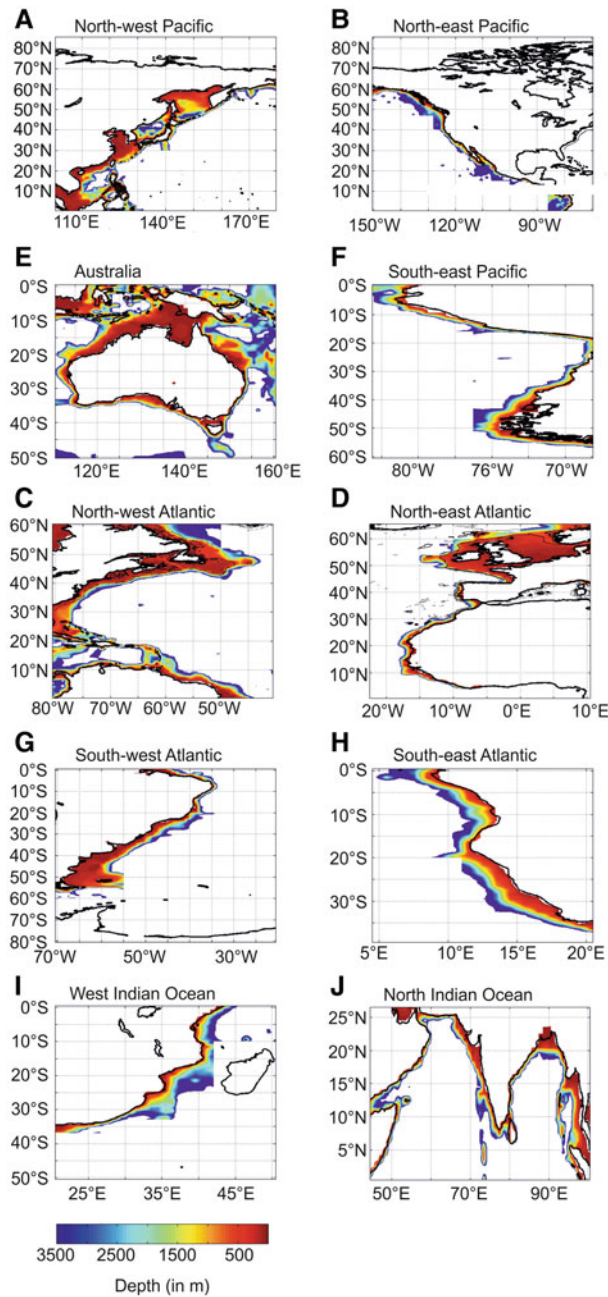 A North-west Pacific
80°N
70°N
60°N
50°N
40°N
30°N
20°N
10°N
110°E 140°E 170°E
B North-east Pacific
80°N
70°N
60°N
50°N
40°N
30°N
20°N
10°N
150°W 120°W 90°W
E Australia
0°S
10°S
20°S
30°S
40°S
50°S
120°E 140°E 160°E
F South-east Pacific
0°S
10°S
20°S
30°S
40°S
50°S
60°S
80°W 76°W 70°W
C North-west Atlantic
60°N
50°N
40°N
30°N
20°N
10°N
80°W 70°W 60°W 50°W
D North-east Atlantic
60°N
50°N
40°N
30°N
20°N
10°N
20°W 10°W 0°E 10°E
G South-west Atlantic
0°S
10°S
20°S
30°S
40°S
50°S
60°S
70°S
80°S
70°W 50°W 30°W
H South-east Atlantic
0°S
10°S
20°S
30°S
5°E 10°E 15°E 20°E
I West Indian Ocean
0°S
10°S
20°S
30°S
40°S
50°S
25°E 35°E 45°E
J North Indian Ocean
25°N
20°N
15°N
10°N
5°N
50°E 70°E 90°E
3500 2500 1500 500
Depth (in m)